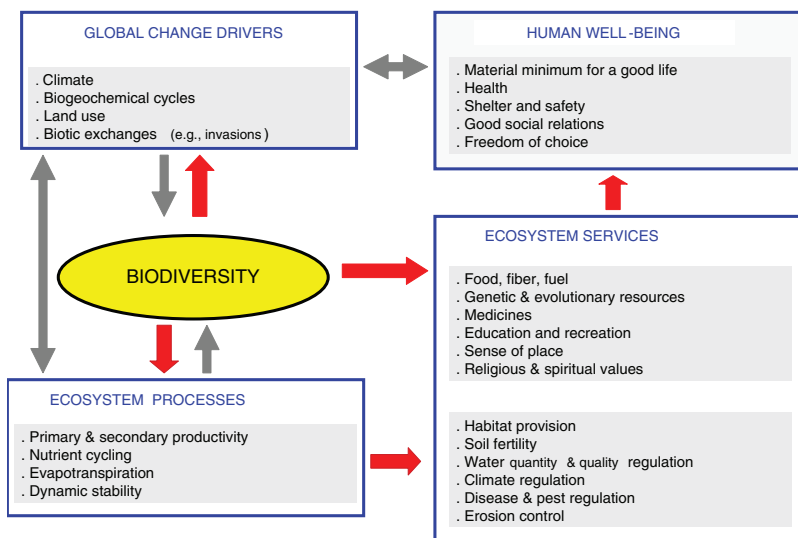 GLOBAL CHANGE DRIVERS
. Climate
. Biogeochemical cycles
. Land use
. Biotic exchanges (e.g., invasions)
HUMAN WELL-BEING
. Material minimum for a good life
. Health
. Shelter and safety
. Good social relations
. Freedom of choice
BIODIVERSITY
ECOSYSTEM SERVICES
. Food, fiber, fuel
. Genetic & evolutionary resources
. Medicines
. Education and recreation
. Sense of place
. Religious & spiritual values
. Habitat provision
. Soil fertility
. Water quantity & quality regulation
. Climate regulation
. Disease & pest regulation
. Erosion control
ECOSYSTEM PROCESSES
. Primary & secondary productivity
. Nutrient cycling
. Evapotranspiration
. Dynamic stability